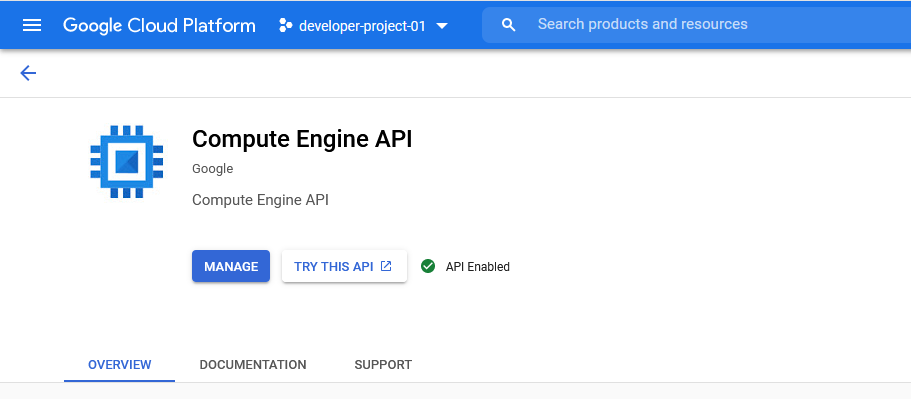 Google Cloud Platform developer-project-01 Search products and resources
Compute Engine API
Google
Compute Engine API
MANAGE TRY THIS API API Enabled
OVERVIEW DOCUMENTATION SUPPORT